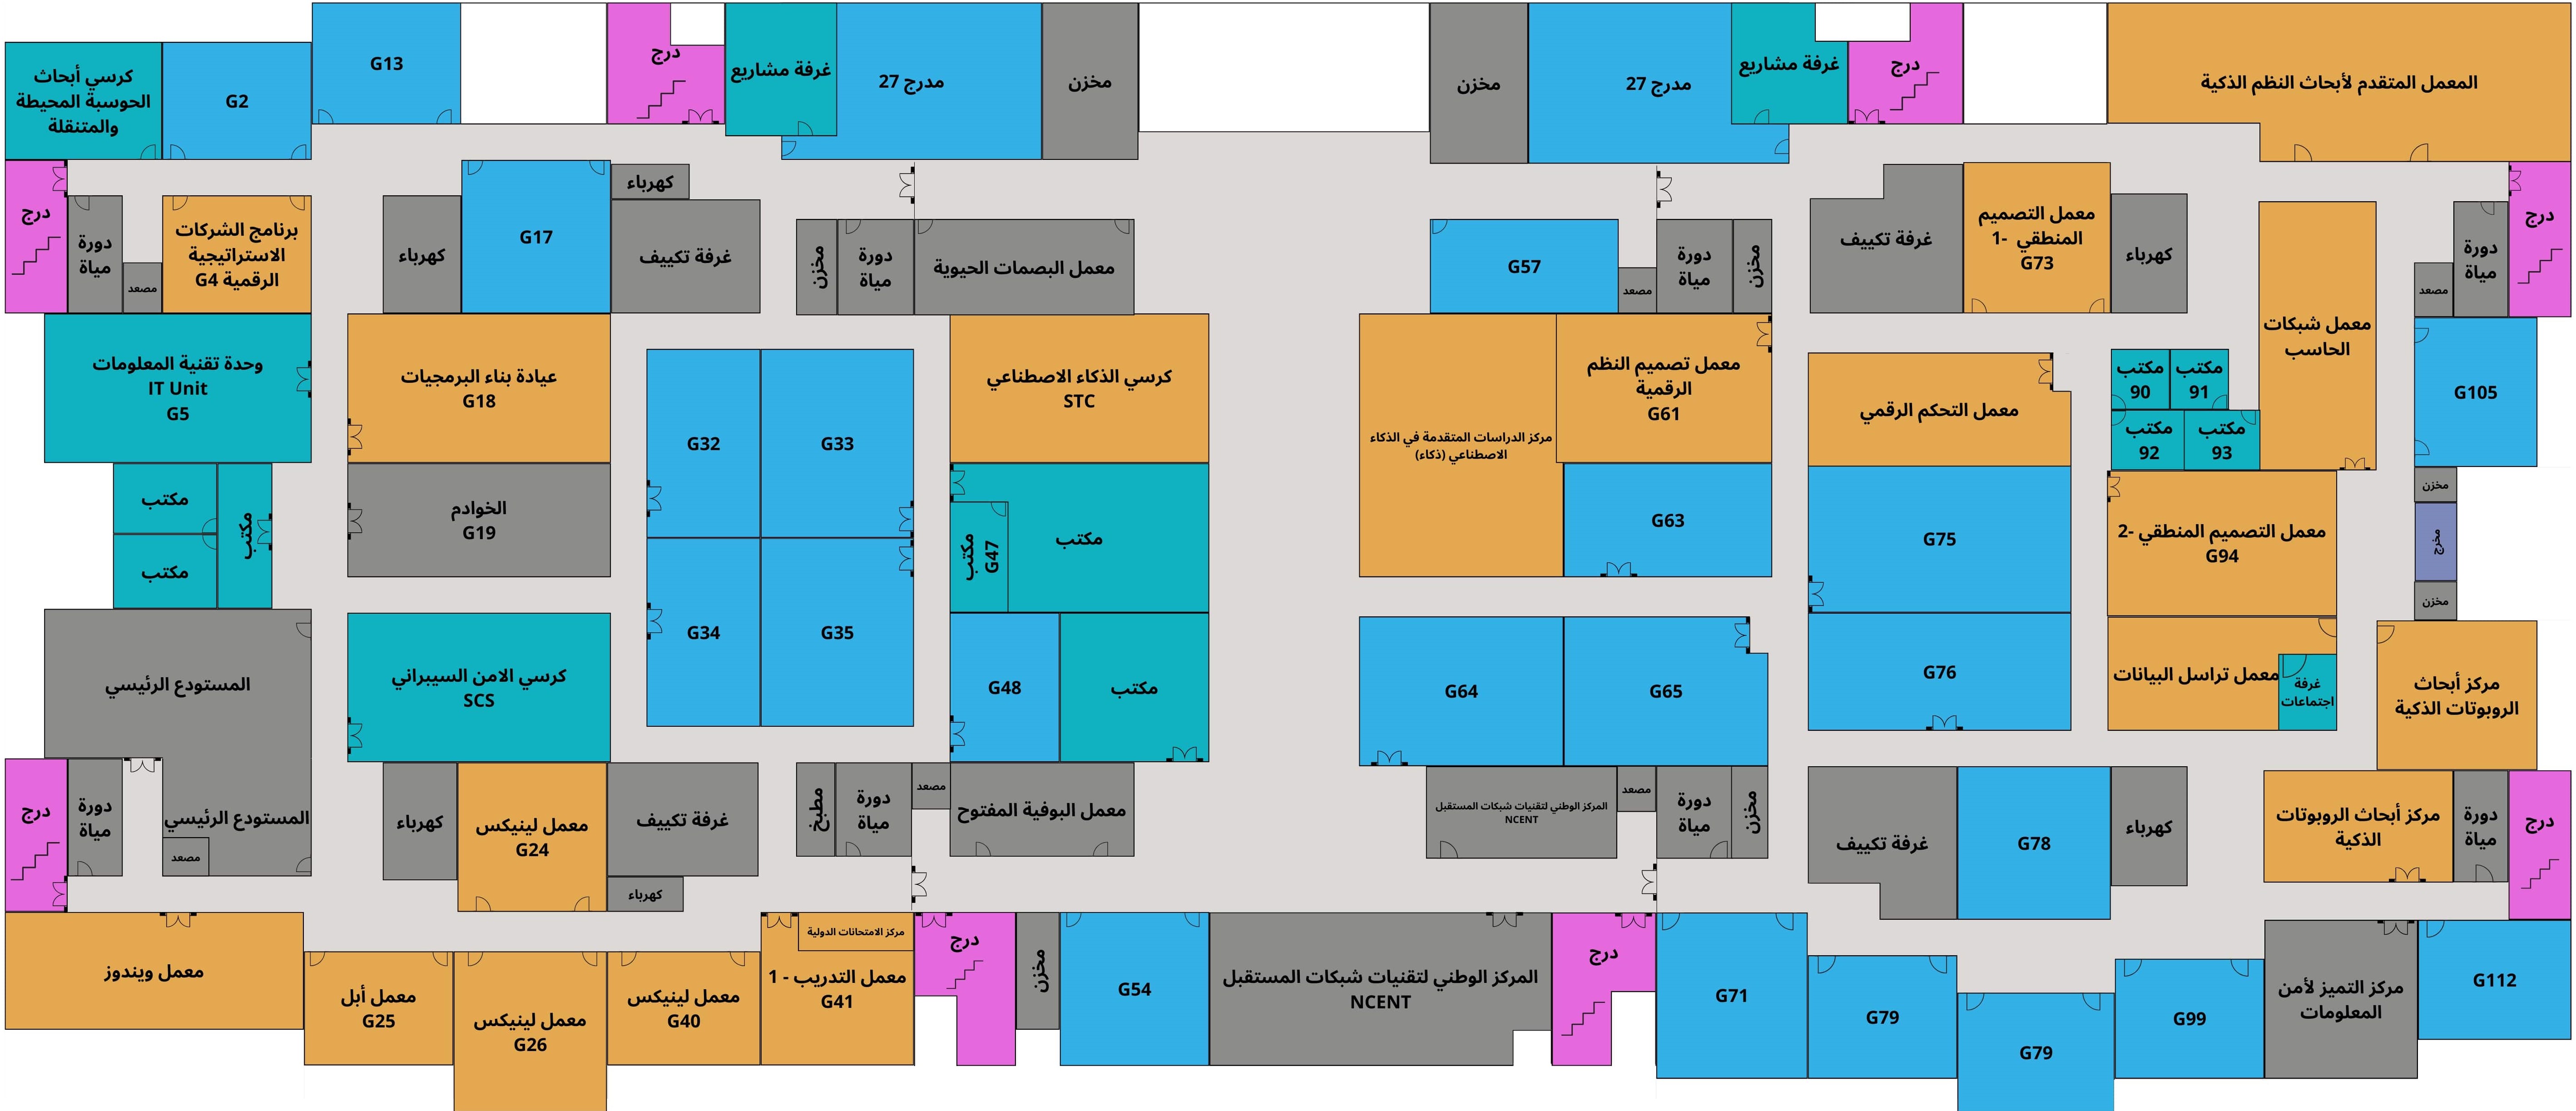 كرسي أبحاث
الحوسبة المحيطة
والمتنقلة
G2
G13
درج
غرفة مشاريع
مدرج 27
مخزن
مخزن
مدرج 27
غرفة مشاريع
درج
المعمل المتقدم لأبحاث النظم الذكية
درج
دورة
مياة
مصعد
برنامج الشركات
الاستراتيجية
الرقمية G4
كهرباء
G17
كهرباء
غرفة تكييف
مخزن
دورة
مياة
معمل البصمات الحيوية
G57
مصعد
دورة
مياة
مخزن
غرفة تكييف
معمل التصميم
المنطقي -1
G73
كهرباء
معمل شبكات
الحاسب
مصعد
دورة
مياة
درج
وحدة تقنية المعلومات
IT Unit
G5
عيادة بناء البرمجيات
G18
G32
G33
كرسي الذكاء الاصطناعي
STC
مركز الدراسات المتقدمة في الذكاء
الاصطناعي (ذكاء)
معمل تصميم النظم
الرقمية
G61
معمل التحكم الرقمي
مكتب
90
مكتب
91
مكتب
92
مكتب
93
G105
مكتب
مكتب
مكتب
الخوادم
G19
مكتب
G47
مكتب
G63
G75
معمل التصميم المنطقي -2
G94
مخزن
مخرج
مخزن
المستودع الرئيسي
كرسي الامن السيبراني
SCS
G34
G35
G48
مكتب
G64
G65
G76
معمل تراسل البيانات
غرفة
اجتماعات
مركز أبحاث
الروبوتات الذكية
درج
دورة
مياة
المستودع الرئيسي
مصعد
كهرباء
معمل لينيكس
G24
غرفة تكييف
كهرباء
مطبخ
دورة
مياة
مصعد
معمل البوفية المفتوح
المركز الوطني لتقنيات شبكات المستقبل
NCENT
مصعد
دورة
مياة
مخزن
غرفة تكييف
G78
كهرباء
مركز أبحاث الروبوتات
الذكية
دورة
مياة
درج
معمل ويندوز
معمل أبل
G25
معمل لينيكس
G26
معمل لينيكس
G40
مركز الامتحانات الدولية
معمل التدريب - 1
G41
درج
مخزن
G54
المركز الوطني لتقنيات شبكات المستقبل
NCENT
درج
G71
G79
G79
G99
مركز التميز لأمن
المعلومات
G112